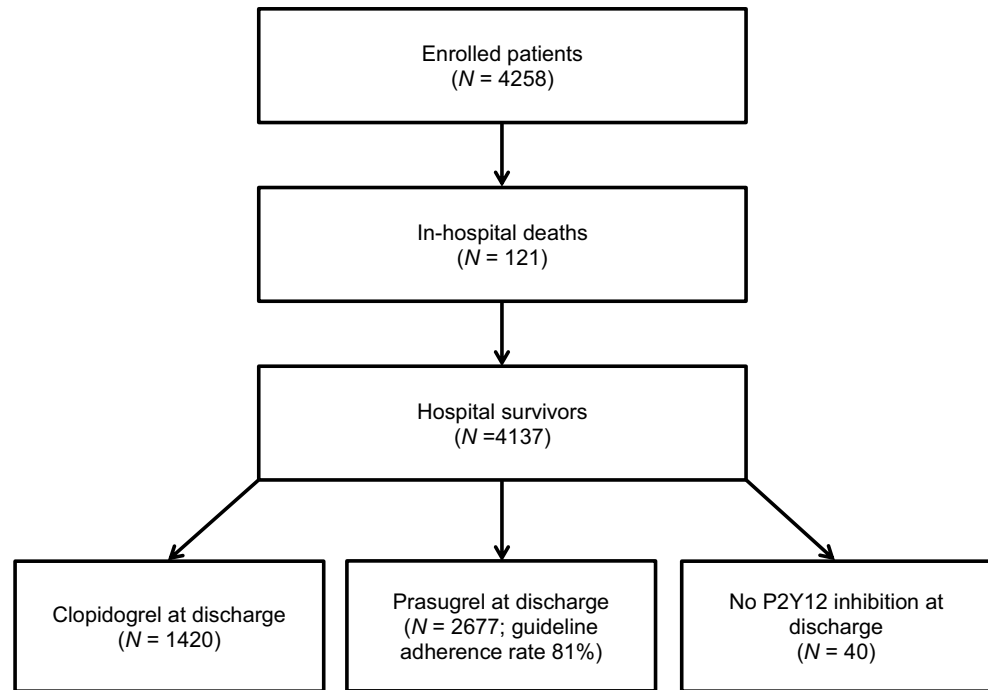 Enrolled patients
(N = 4258)
In-hospital deaths
(N = 121)
Hospital survivors
(N =4137)
Clopidogrel at discharge
(N = 1420)
Prasugrel at discharge
(N = 2677; guideline
adherence rate 81%)
No P2Y12 inhibition at
discharge
(N = 40)